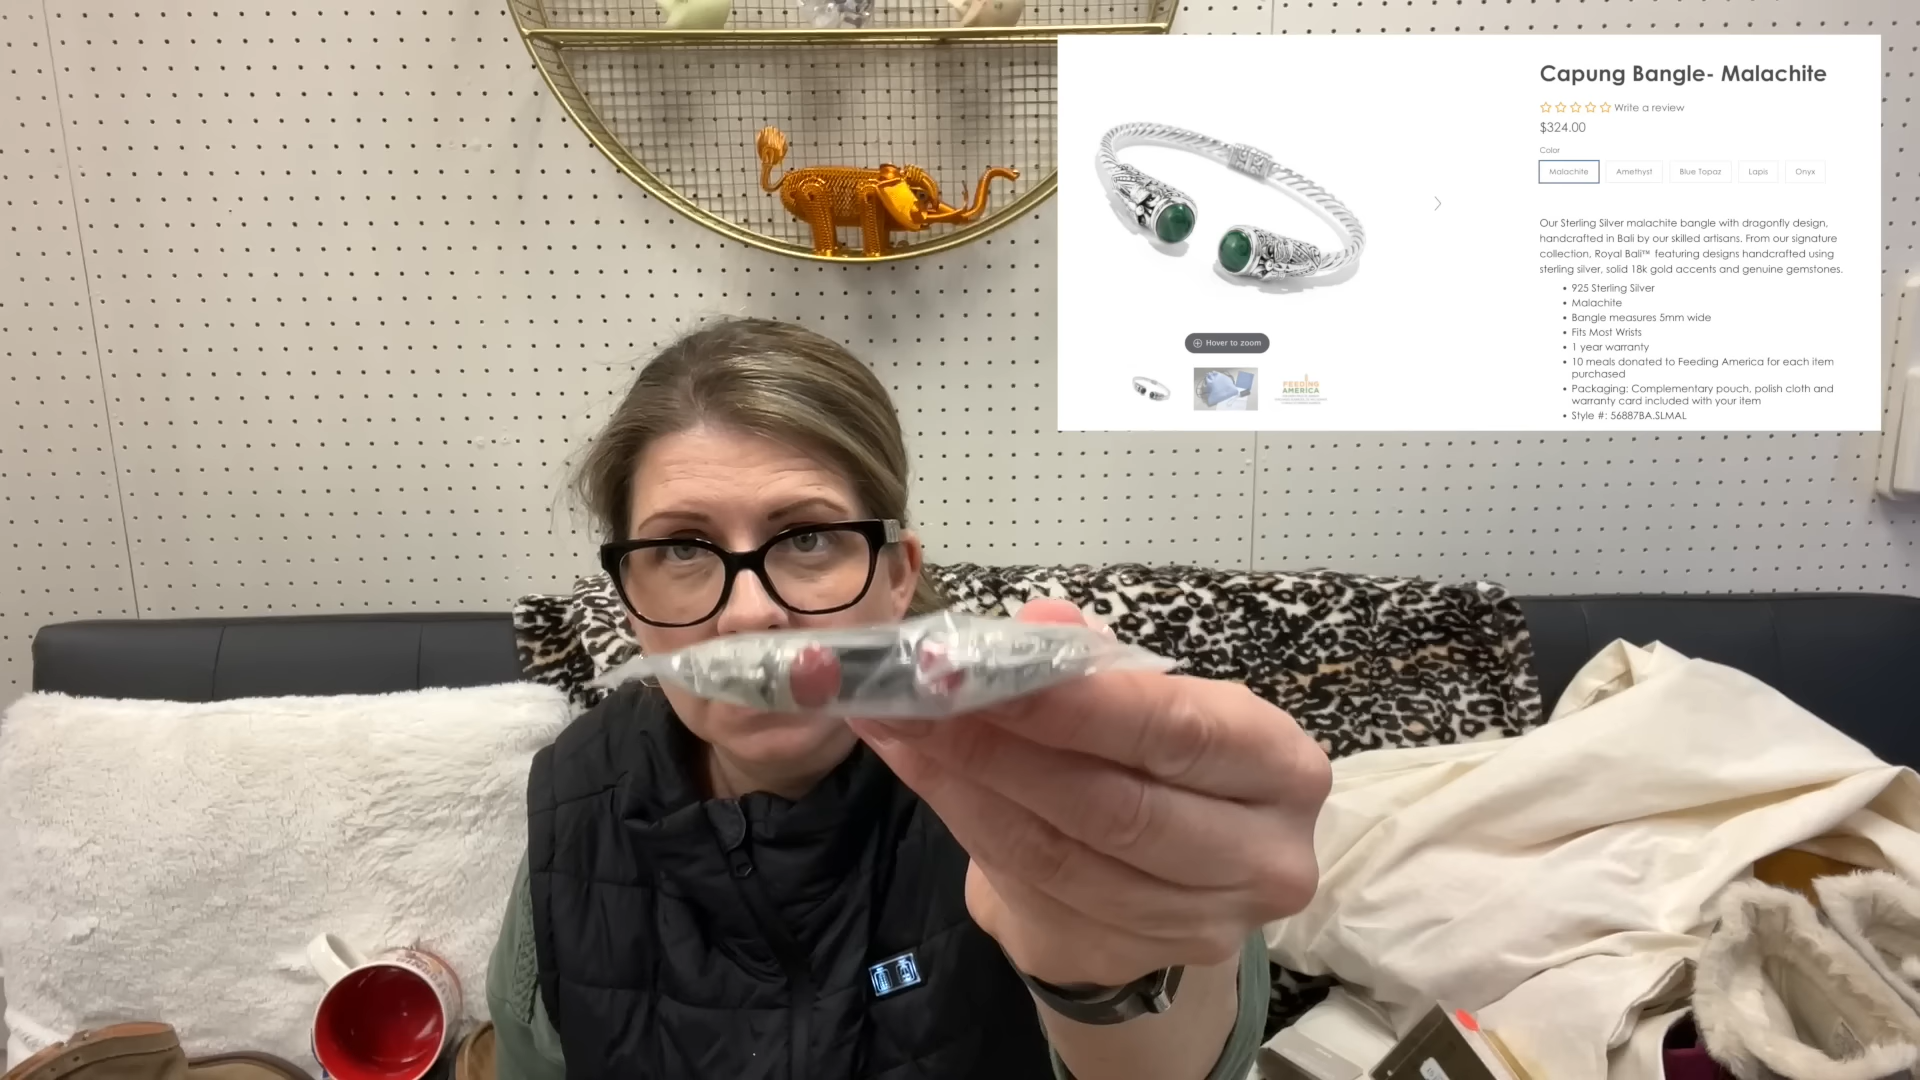 Capung Bangle- Malachite
Write a review
$324.00
Color
Malachite
Amethyst
Blue Topaz
Lapis
Onyx
Our Sterling Silver malachite bangle with dragonfly design,
handcrafted in Bali by our skilled artisans. From our signature
collection, Royal Bali™ featuring designs handcrafted using
sterling silver, solid 18k gold accents and genuine gemstones.
• 925 Sterling Silver
• Malachite
• Bangle measures 5mm wide
• Fits Most Wrists
• 1 year warranty
• 10 meals donated to Feeding America for each item
purchased
• Packaging: Complementary pouch, polish cloth and
warranty card included with your item
• Style #: 56887BA.SLMAL
Hover to zoom
FEEDING
AMERICA